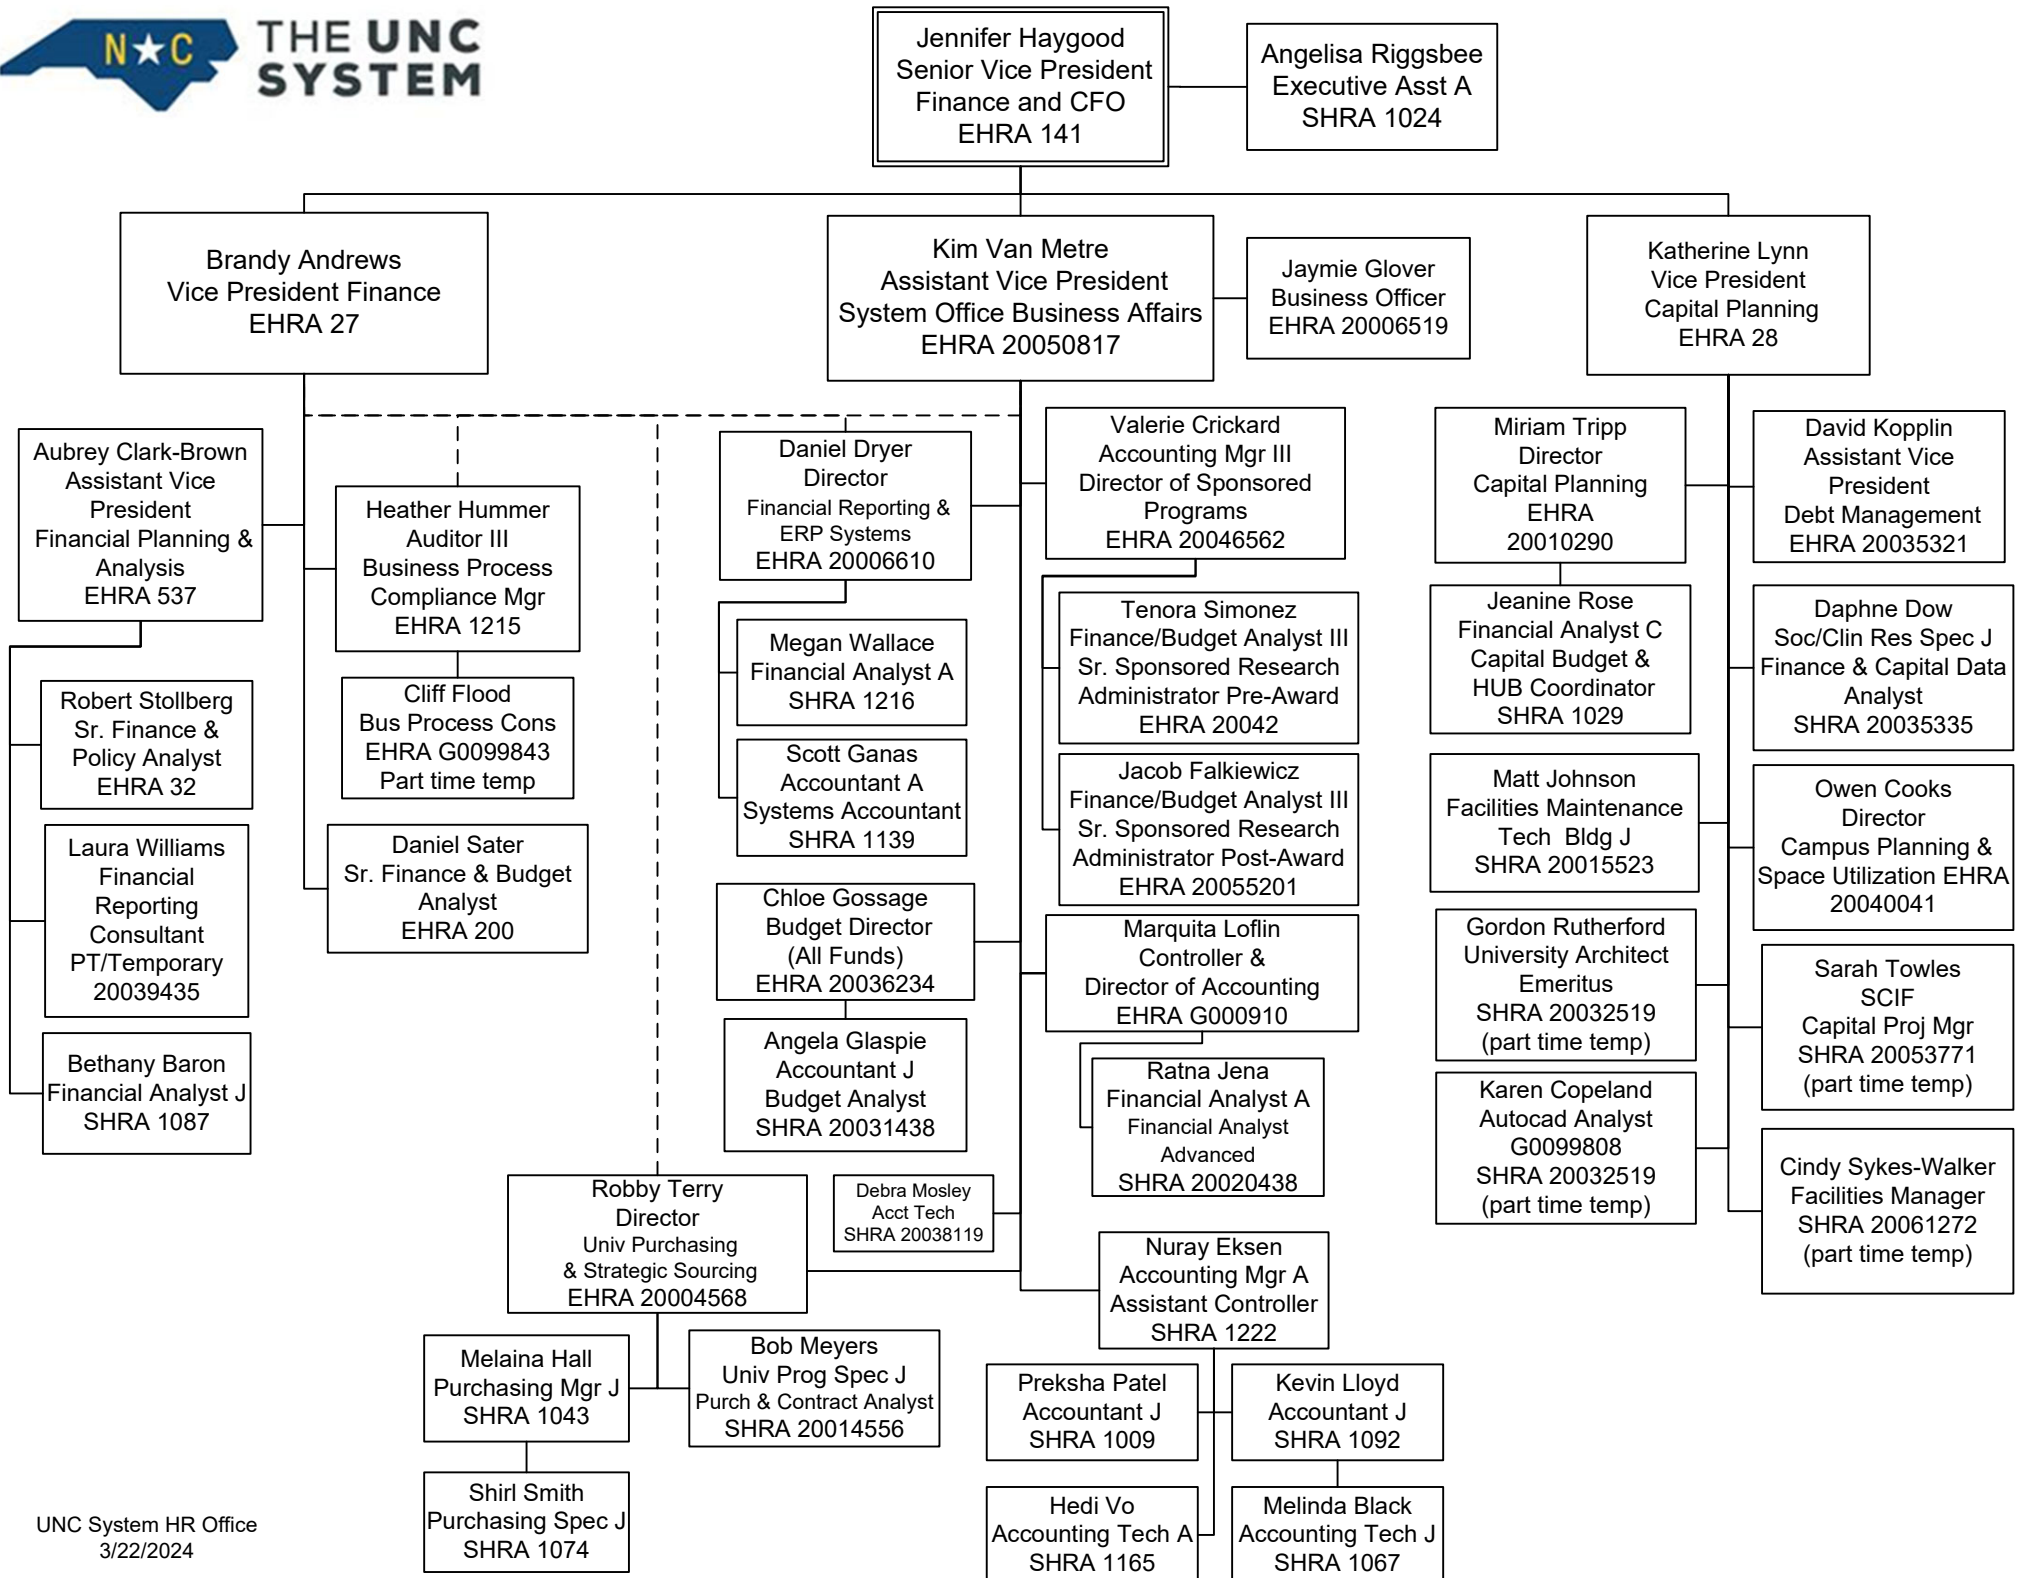 N★C THE UNC
SYSTEM
Jennifer Haygood
Senior Vice President
Finance and CFO
EHRA 141
Angelisa Riggsbee
Executive Asst A
SHRA 1024
Brandy Andrews
Vice President Finance
EHRA 27
Kim Van Metre
Assistant Vice President
System Office Business Affairs
EHRA 20050817
Jaymie Glover
Business Officer
EHRA 20006519
Katherine Lynn
Vice President
Capital Planning
EHRA 28
Aubrey Clark-Brown
Assistant Vice
President
Financial Planning &
Analysis
EHRA 537
Robert Stollberg
Sr. Finance &
Policy Analyst
EHRA 32
Laura Williams
Financial
Reporting
Consultant
PT/Temporary
20039435
Bethany Baron
Financial Analyst J
SHRA 1087
Heather Hummer
Auditor III
Business Process
Compliance Mgr
EHRA 1215
Cliff Flood
Bus Process Cons
EHRA G0099843
Part time temp
Daniel Sater
Sr. Finance & Budget
Analyst
EHRA 200
Daniel Dryer
Director
Financial Reporting &
ERP Systems
EHRA 20006610
Megan Wallace
Financial Analyst A
SHRA 1216
Scott Ganas
Accountant A
Systems Accountant
SHRA 1139
Chloe Gossage
Budget Director
(All Funds)
EHRA 20036234
Angela Glaspie
Accountant J
Budget Analyst
SHRA 20031438
Valerie Crickard
Accounting Mgr III
Director of Sponsored
Programs
EHRA 20046562
Tenora Simonez
Finance/Budget Analyst III
Sr. Sponsored Research
Administrator Pre-Award
EHRA 20042
Jacob Falkiewicz
Finance/Budget Analyst III
Sr. Sponsored Research
Administrator Post-Award
EHRA 20055201
Marquita Loflin
Controller &
Director of Accounting
EHRA G000910
Ratna Jena
Financial Analyst A
Financial Analyst
Advanced
SHRA 20020438
Robby Terry
Director
Univ Purchasing
& Strategic Sourcing
EHRA 20004568
Debra Mosley
Acct Tech
SHRA 20038119
Nuray Eksen
Accounting Mgr A
Assistant Controller
SHRA 1222
Melaina Hall
Purchasing Mgr J
SHRA 1043
Bob Meyers
Univ Prog Spec J
Purch & Contract Analyst
SHRA 20014556
Shirl Smith
Purchasing Spec J
SHRA 1074
Preksha Patel
Accountant J
SHRA 1009
Kevin Lloyd
Accountant J
SHRA 1092
Hedi Vo
Accounting Tech A
SHRA 1165
Melinda Black
Accounting Tech J
SHRA 1067
Miriam Tripp
Director
Capital Planning
EHRA
20010290
Jeanine Rose
Financial Analyst C
Capital Budget &
HUB Coordinator
SHRA 1029
Matt Johnson
Facilities Maintenance
Tech Bldg J
SHRA 20015523
Gordon Rutherford
University Architect
Emeritus
SHRA 20032519
(part time temp)
Karen Copeland
Autocad Analyst
G0099808
SHRA 20032519
(part time temp)
David Kopplin
Assistant Vice
President
Debt Management
EHRA 20035321
Daphne Dow
Soc/Clin Res Spec J
Finance & Capital Data
Analyst
SHRA 20035335
Owen Cooks
Director
Campus Planning &
Space Utilization EHRA
20040041
Sarah Towles
SCIF
Capital Proj Mgr
SHRA 20053771
(part time temp)
Cindy Sykes-Walker
Facilities Manager
SHRA 20061272
(part time temp)
UNC System HR Office
3/22/2024